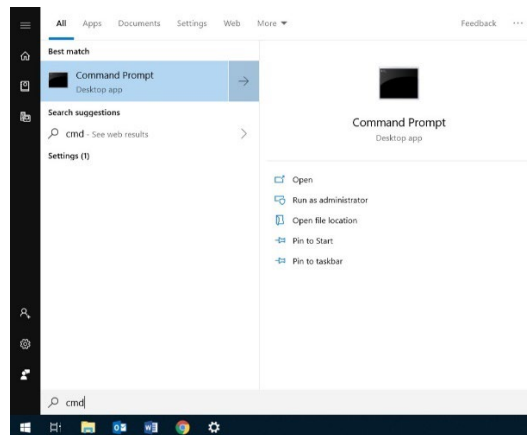 All Apps Documents Settings Web More Feedback ...
Best match
Command Prompt
Desktop app
Search suggestions
cmd - See web results
Settings (1)
Command Prompt
Desktop app
Open
Run as administrator
Open file location
Pin to Start
Pin to taskbar
cmd